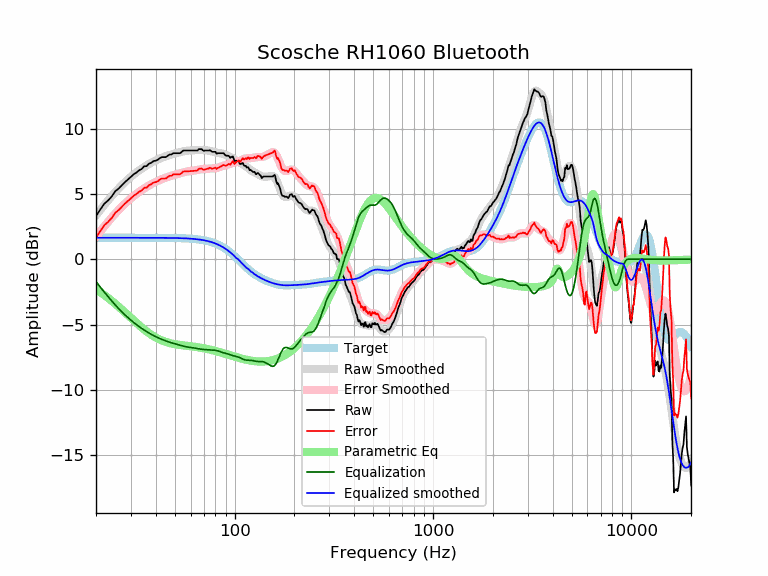 Scosche RH1060 Bluetooth
Amplitude (dBr)
10
5
0
−5
−10
−15
Target
Raw Smoothed
Error Smoothed
Raw
Error
Parametric Eq
Equalization
Equalized smoothed
100
1000
10000
Frequency (Hz)